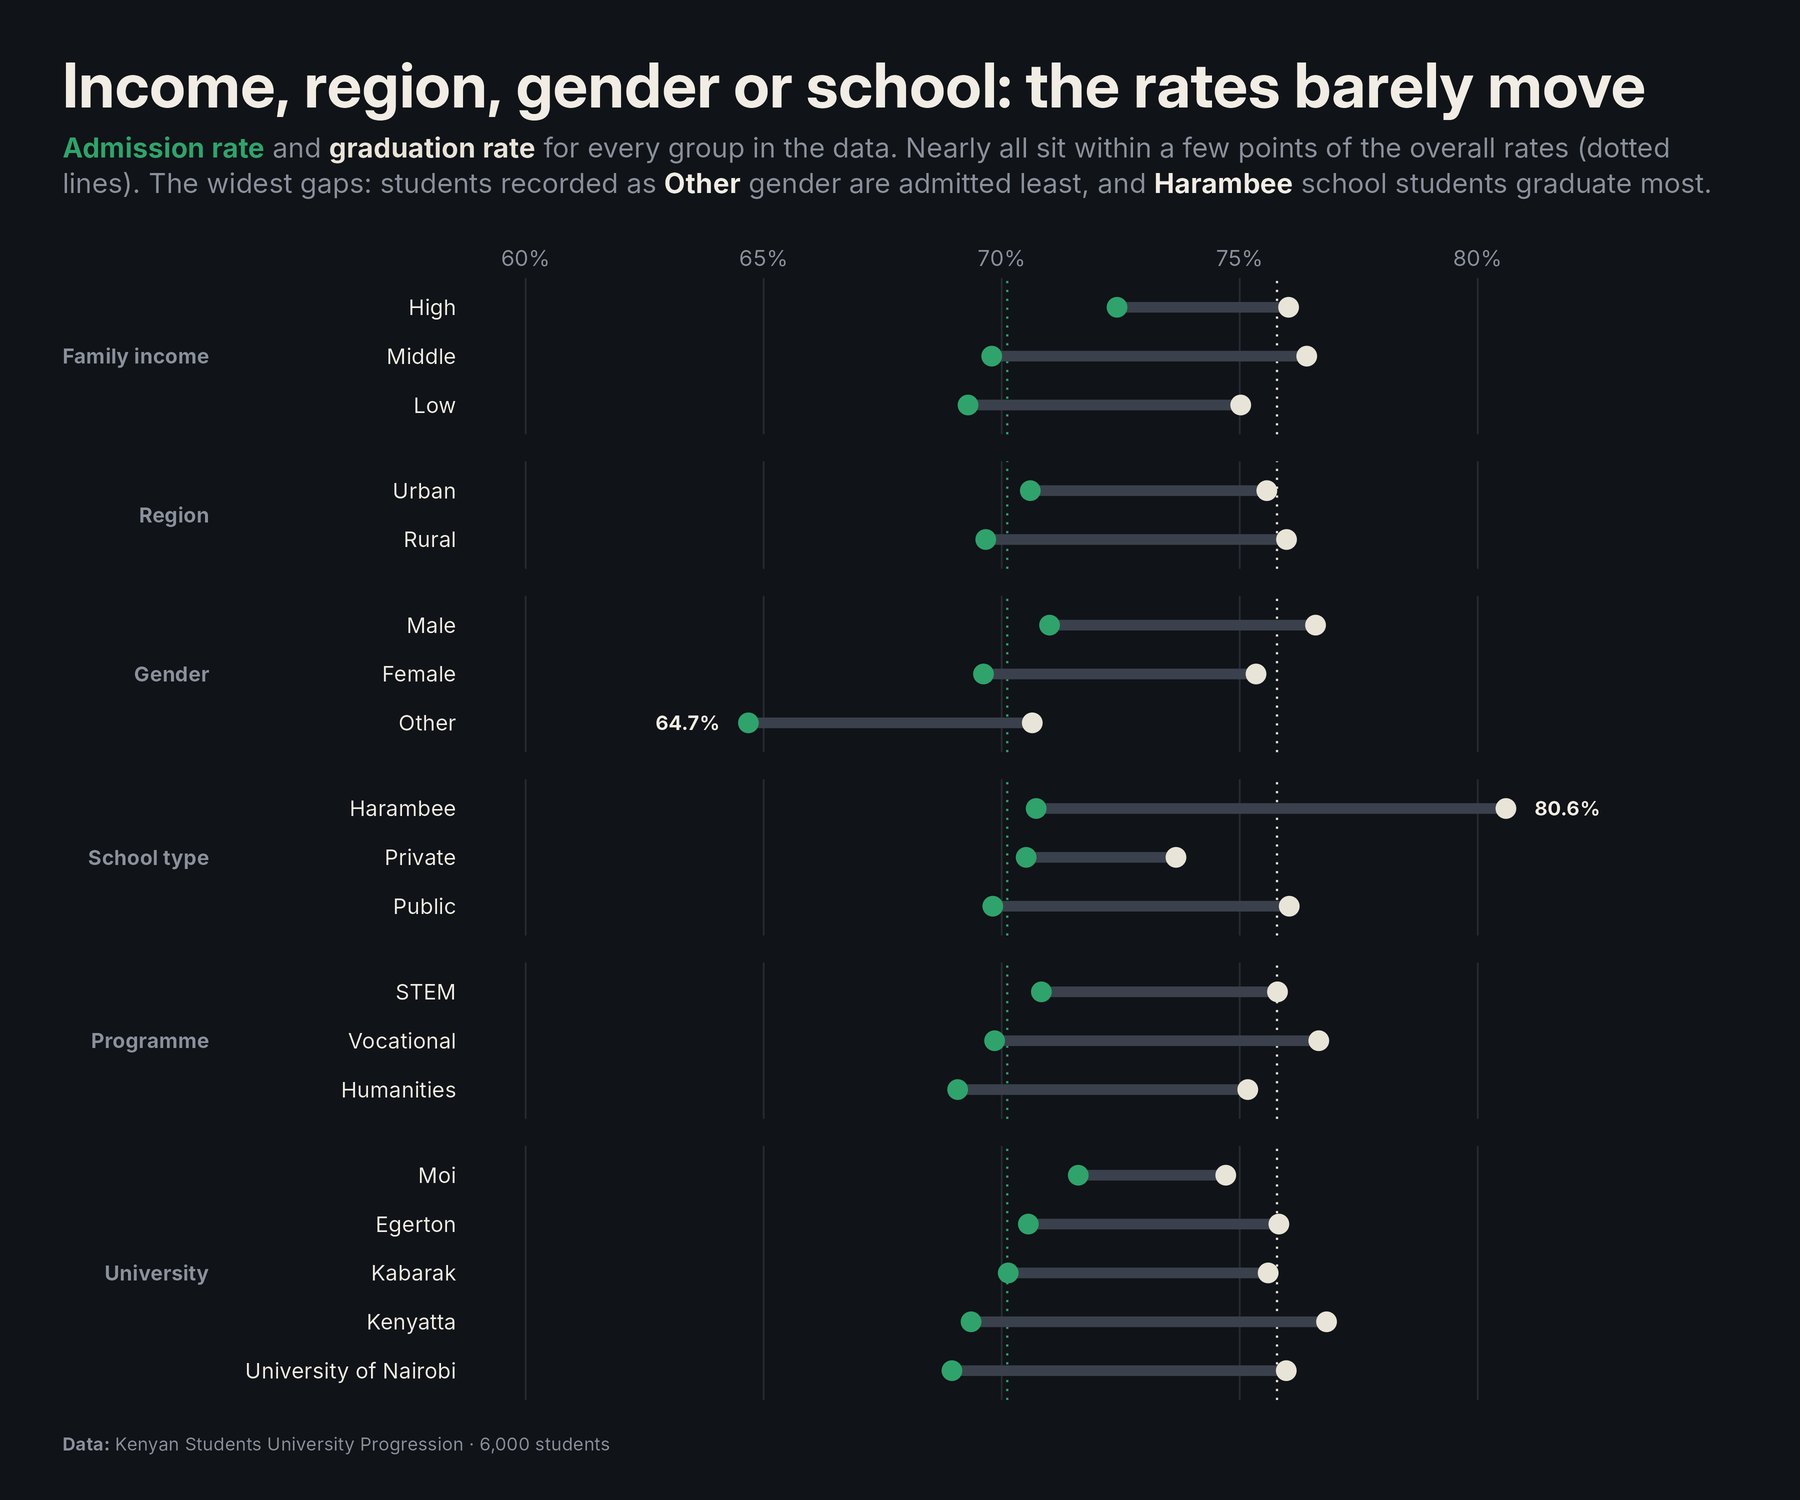 Income, region, gender or school: the rates barely move
Admission rate and graduation rate for every group in the data. Nearly all sit within a few points of the overall rates (dotted
lines). The widest gaps: students recorded as Other gender are admitted least, and Harambee school students graduate most.
60% 65% 70% 75% 80%
Family income
High
Middle
Low
Region
Urban
Rural
Gender
Male
Female
Other 64.7%
School type
Harambee 80.6%
Private
Public
Programme
STEM
Vocational
Humanities
University
Moi
Egerton
Kabarak
Kenyatta
University of Nairobi
Data: Kenyan Students University Progression · 6,000 students